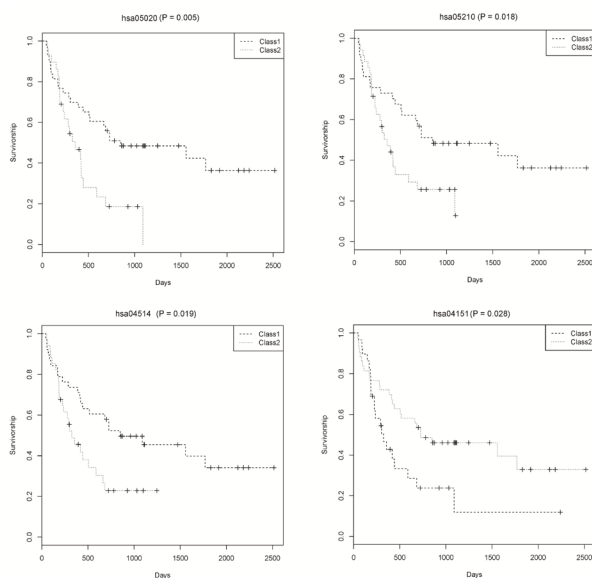 hsa05020 (P = 0.005)
Class1
Class2
Survivorship
1.0
0.8
0.6
0.4
0.2
0.0
0 500 1000 1500 2000 2500
Days
hsa05210 (P = 0.018)
Class1
Class2
Survivorship
1.0
0.8
0.6
0.4
0.2
0.0
0 500 1000 1500 2000 2500
Days
hsa04514 (P = 0.019)
Class1
Class2
Survivorship
1.0
0.8
0.6
0.4
0.2
0.0
0 500 1000 1500 2000 2500
Days
hsa04151 (P = 0.028)
Class1
Class2
Survivorship
1.0
0.8
0.6
0.4
0.2
0.0
0 500 1000 1500 2000 2500
Days